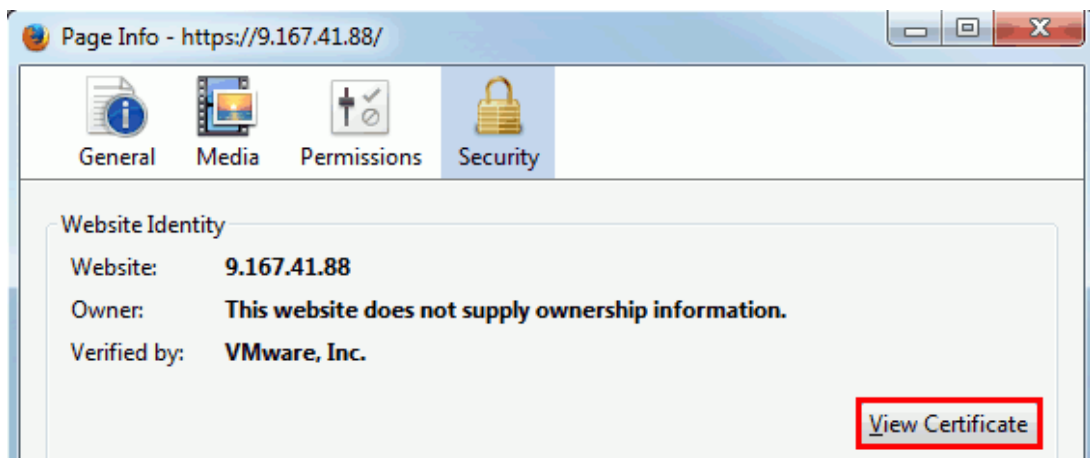 Page Info - https://9.167.41.88/
General Media Permissions Security
Website Identity
Website: 9.167.41.88
Owner: This website does not supply ownership information.
Verified by: VMware, Inc.
View Certificate